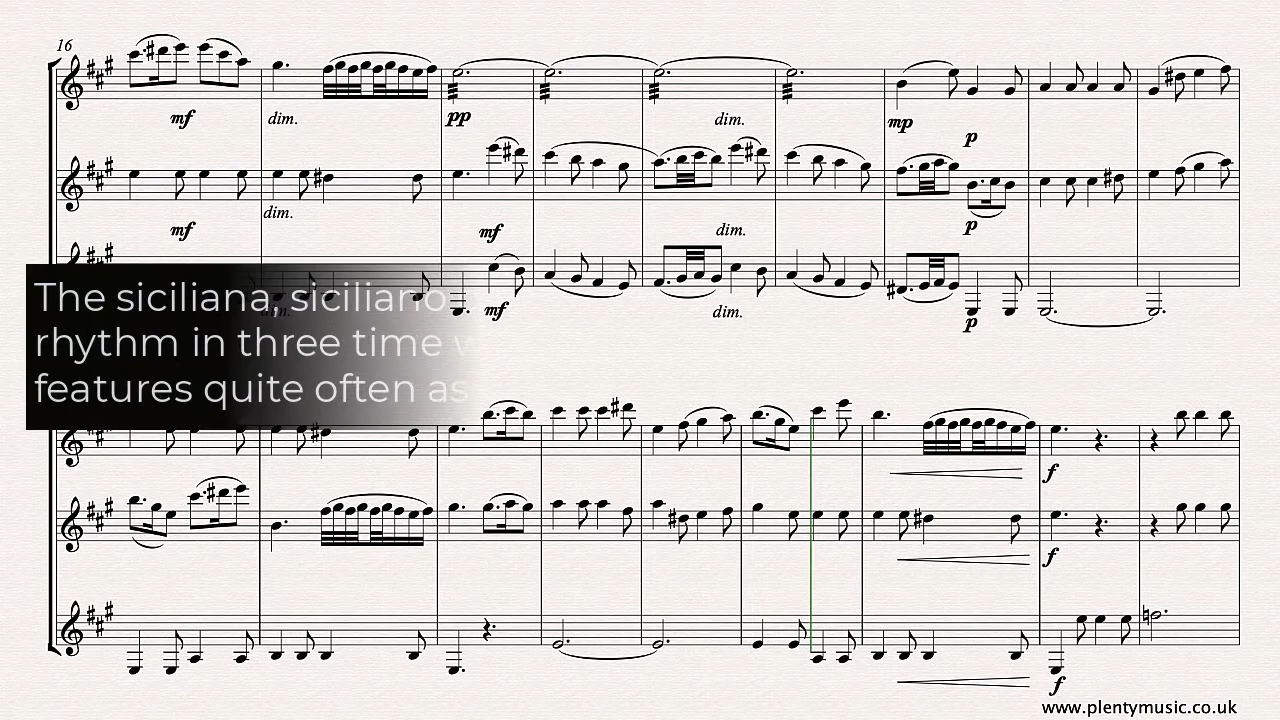 16
mf
dim.
pp
dim.
mp
p
dim.
mf
mf
dim.
p
dim.
mf
dim.
p
The siciliana, siciliano
rhythm in three time
features quite often as
f
f
f
www.plentymusic.co.uk